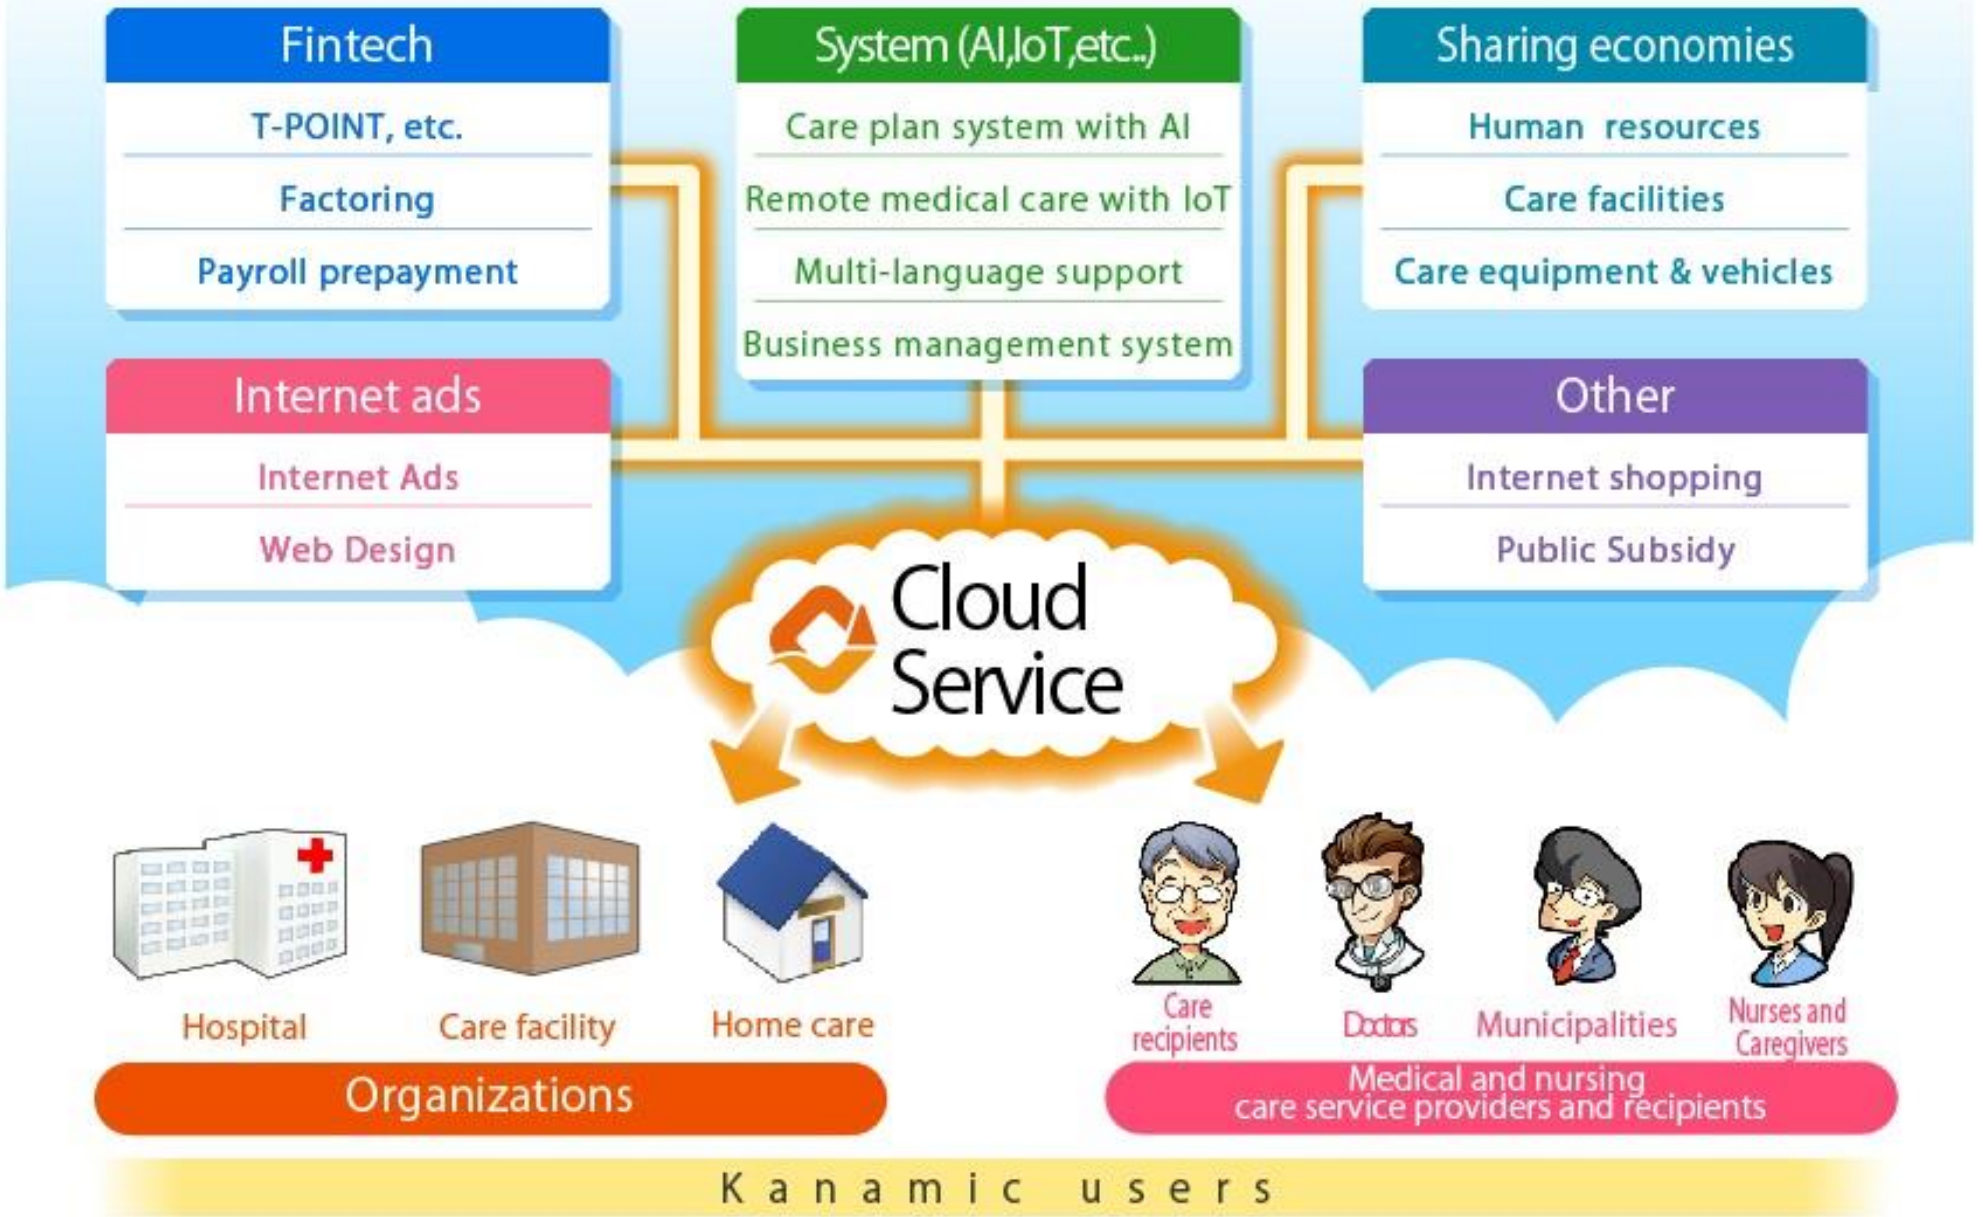 Fintech
T-POINT, etc.
Factoring
Payroll prepayment
System (AI,IoT,etc..)
Care plan system with AI
Remote medical care with IoT
Multi-language support
Business management system
Sharing economies
Human resources
Care facilities
Care equipment & vehicles
Internet ads
Internet Ads
Web Design
Other
Internet shopping
Public Subsidy
Cloud
Service
Hospital
Care facility
Home care
Organizations
Care
recipients
Doctors
Municipalities
Nurses and
Caregivers
Medical and nursing
care service providers and recipients
Kanamic users